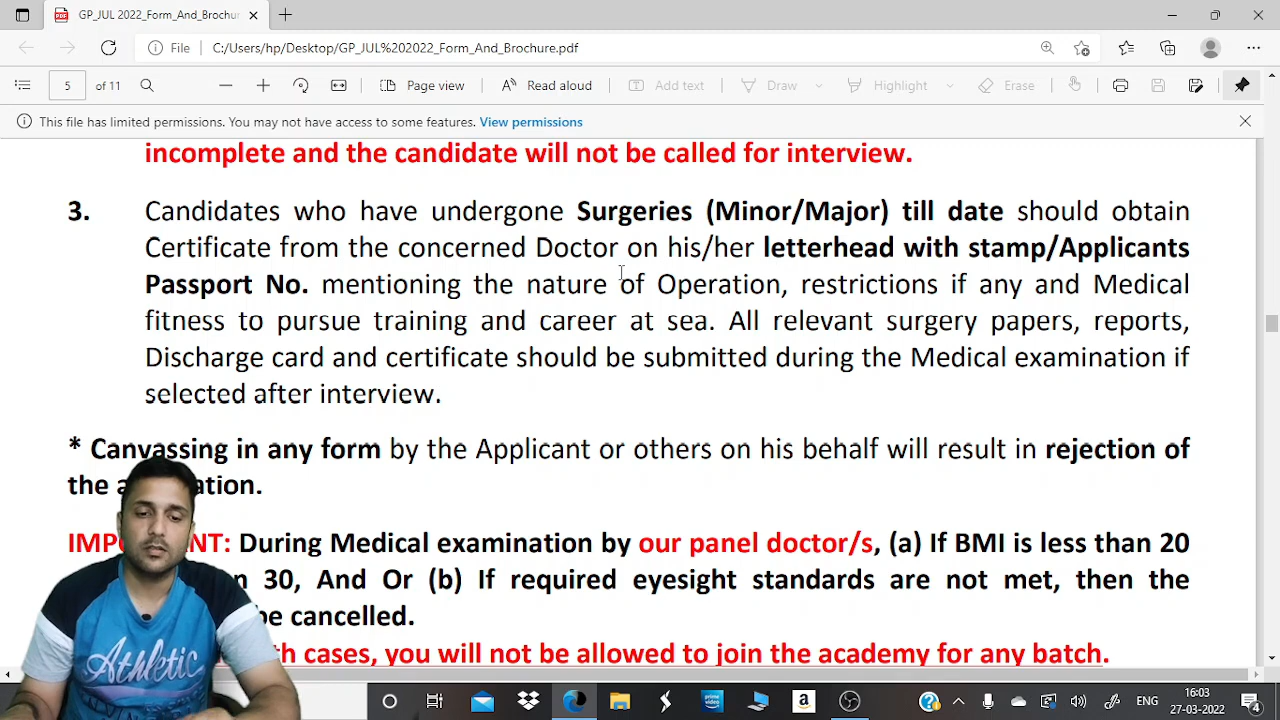 GP_JUL 2022_Form_And_Brochur
File C:/Users/hp/Desktop/GP_JUL%202022_Form_And_Brochure.pdf
5 of 11 Page view Read aloud Add text Draw Highlight Erase
This file has limited permissions. You may not have access to some features. View permissions
incomplete and the candidate will not be called for interview.
3. Candidates who have undergone Surgeries (Minor/Major) till date should obtain
Certificate from the concerned Doctor on his/her letterhead with stamp/Applicants
Passport No. mentioning the nature of Operation, restrictions if any and Medical
fitness to pursue training and career at sea. All relevant surgery papers, reports,
Discharge card and certificate should be submitted during the Medical examination if
selected after interview.
* Canvassing in any form by the Applicant or others on his behalf will result in rejection of
the a ation.
IMP NT: During Medical examination by our panel doctor/s, (a) If BMI is less than 20
n 30, And Or (b) If required eyesight standards are not met, then the
be cancelled.
th cases, you will not be allowed to join the academy for any batch.
Athletic
prime video a ENG 16:03
27-03-2022 4